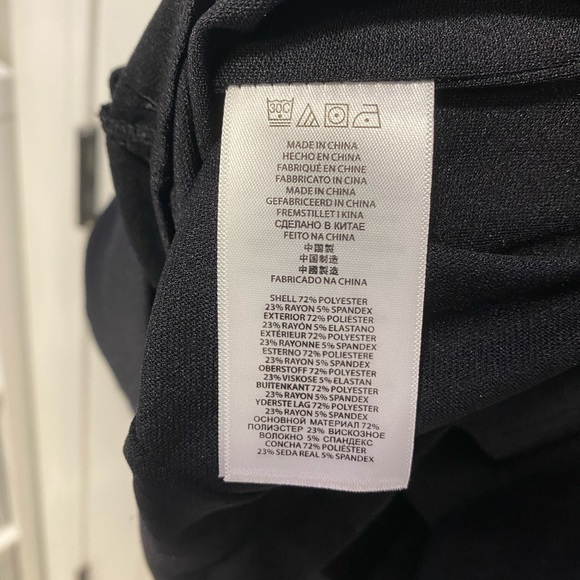 30C
MADE IN CHINA
HECHO EN CHINA
FABRIQUÉ EN CHINE
FABBRICATO IN CINA
MADE IN CHINA
GEFABRICEERD IN CHINA
FREMSTILLET I KINA
СДЕЛАНО В КИТАЕ
FEITO NA CHINA
中国製
中国制造
中國製造
FABRICADO NA CHINA
SHELL 72% POLYESTER
23% RAYON 5% SPANDEX
EXTERIOR 72% POLIESTER
23% RAYÓN 5% ELASTANO
EXTÉRIEUR 72% POLYESTER
23% RAYONNE 5% SPANDEX
ESTERNO 72% POLIESTERE
23% RAYON 5% SPANDEX
OBERSTOFF 72% POLYESTER
23% VISKOSE 5% ELASTAN
BUITENKANT 72% POLYESTER
23% RAYON 5% SPANDEX
YDERSTE LAG 72% POLYESTER
23% RAYON 5% SPANDEX
ОСНОВНОЙ МАТЕРИАЛ 72%
ПОЛИЭСТЕР 23% ВИСКОЗНОЕ
ВОЛОКНО 5% СПАНДЕКС
CONCHA 72% POLIÉSTER
23% SEDA REAL 5% SPANDEX